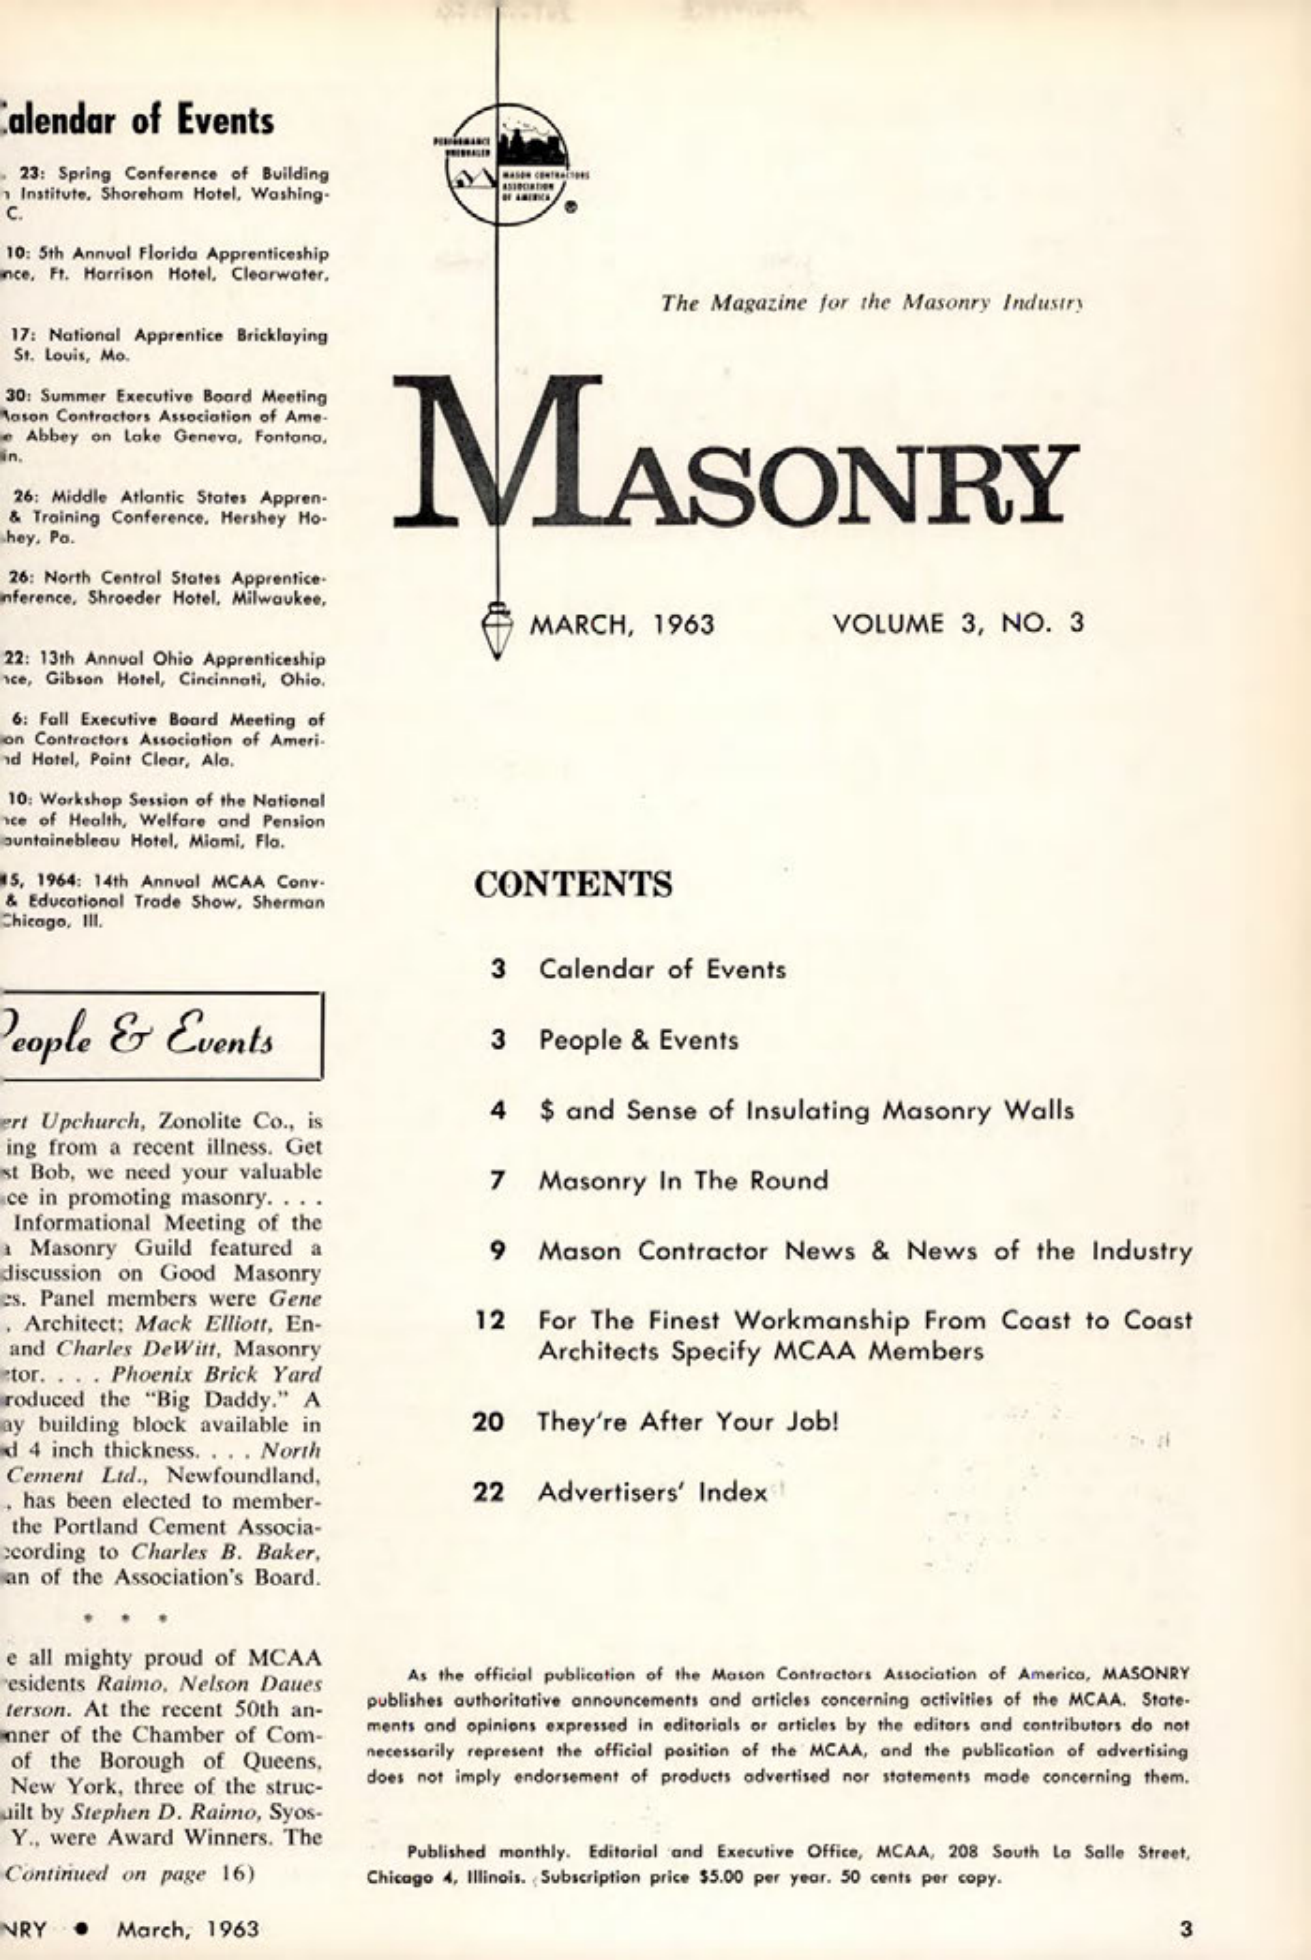 alendar of Events
23: Spring Conference of Building
Institute, Shoreham Hotel, Washing-
C.
10: 5th Annual Florida Apprenticeship
nce, Ft. Harrison Hotel, Clearwater,
17: National Apprentice Bricklaying
St. Louis, Mo.
30: Summer Executive Board Meeting
Mason Contractors Association of Ame-
e Abbey on Lake Geneva, Fontana,
in.
26: Middle Atlantic States Appren-
& Training Conference, Hershey Ho-
hey, Pa.
26: North Central States Apprentice-
nference, Shroeder Hotel, Milwaukee,
22: 13th Annual Ohio Apprenticeship
nce, Gibson Hotel, Cincinnati, Ohio.
6: Fall Executive Board Meeting of
on Contractors Association of Ameri-
nd Hotel, Point Clear, Ala.
10: Workshop Session of the National
nce of Health, Welfare and Pension
ountainebleau Hotel, Miami, Fla.
15, 1964: 14th Annual MCAA Conv-
& Educational Trade Show, Sherman
Chicago, Ill.
People & Events
ert Upchurch, Zonolite Co., is
ing from a recent illness. Get
st Bob, we need your valuable
ce in promoting masonry. . . .
Informational Meeting of the
a Masonry Guild featured a
discussion on Good Masonry
es. Panel members were Gene
, Architect; Mack Elliott, En-
and Charles DeWitt, Masonry
ctor. . . . Phoenix Brick Yard
roduced the “Big Daddy.” A
ay building block available in
d 4 inch thickness. . . . North
Cement Ltd., Newfoundland,
, has been elected to member-
the Portland Cement Associa-
ccording to Charles B. Baker,
an of the Association's Board.
* * *
e all mighty proud of MCAA
residents Raimo, Nelson Daues
terson. At the recent 50th an-
nner of the Chamber of Com-
of the Borough of Queens,
New York, three of the struc-
uilt by Stephen D. Raimo, Syos-
Y., were Award Winners. The
Continued on page 16)
NRY ● March, 1963
PERFORMANCE
UNEQUALED
MASON CONTRACTORS
ASSOCIATION
OF AMERICA
®
The Magazine for the Masonry Industry
MASONRY
MARCH, 1963 VOLUME 3, NO. 3
CONTENTS
3 Calendar of Events
3 People & Events
4 $ and Sense of Insulating Masonry Walls
7 Masonry In The Round
9 Mason Contractor News & News of the Industry
12 For The Finest Workmanship From Coast to Coast
Architects Specify MCAA Members
20 They're After Your Job!
22 Advertisers' Index
As the official publication of the Mason Contractors Association of America, MASONRY
publishes authoritative announcements and articles concerning activities of the MCAA. State-
ments and opinions expressed in editorials or articles by the editors and contributors do not
necessarily represent the official position of the MCAA, and the publication of advertising
does not imply endorsement of products advertised nor statements made concerning them.
Published monthly. Editorial and Executive Office, MCAA, 208 South La Salle Street,
Chicago 4, Illinois. Subscription price $5.00 per year. 50 cents per copy.
3